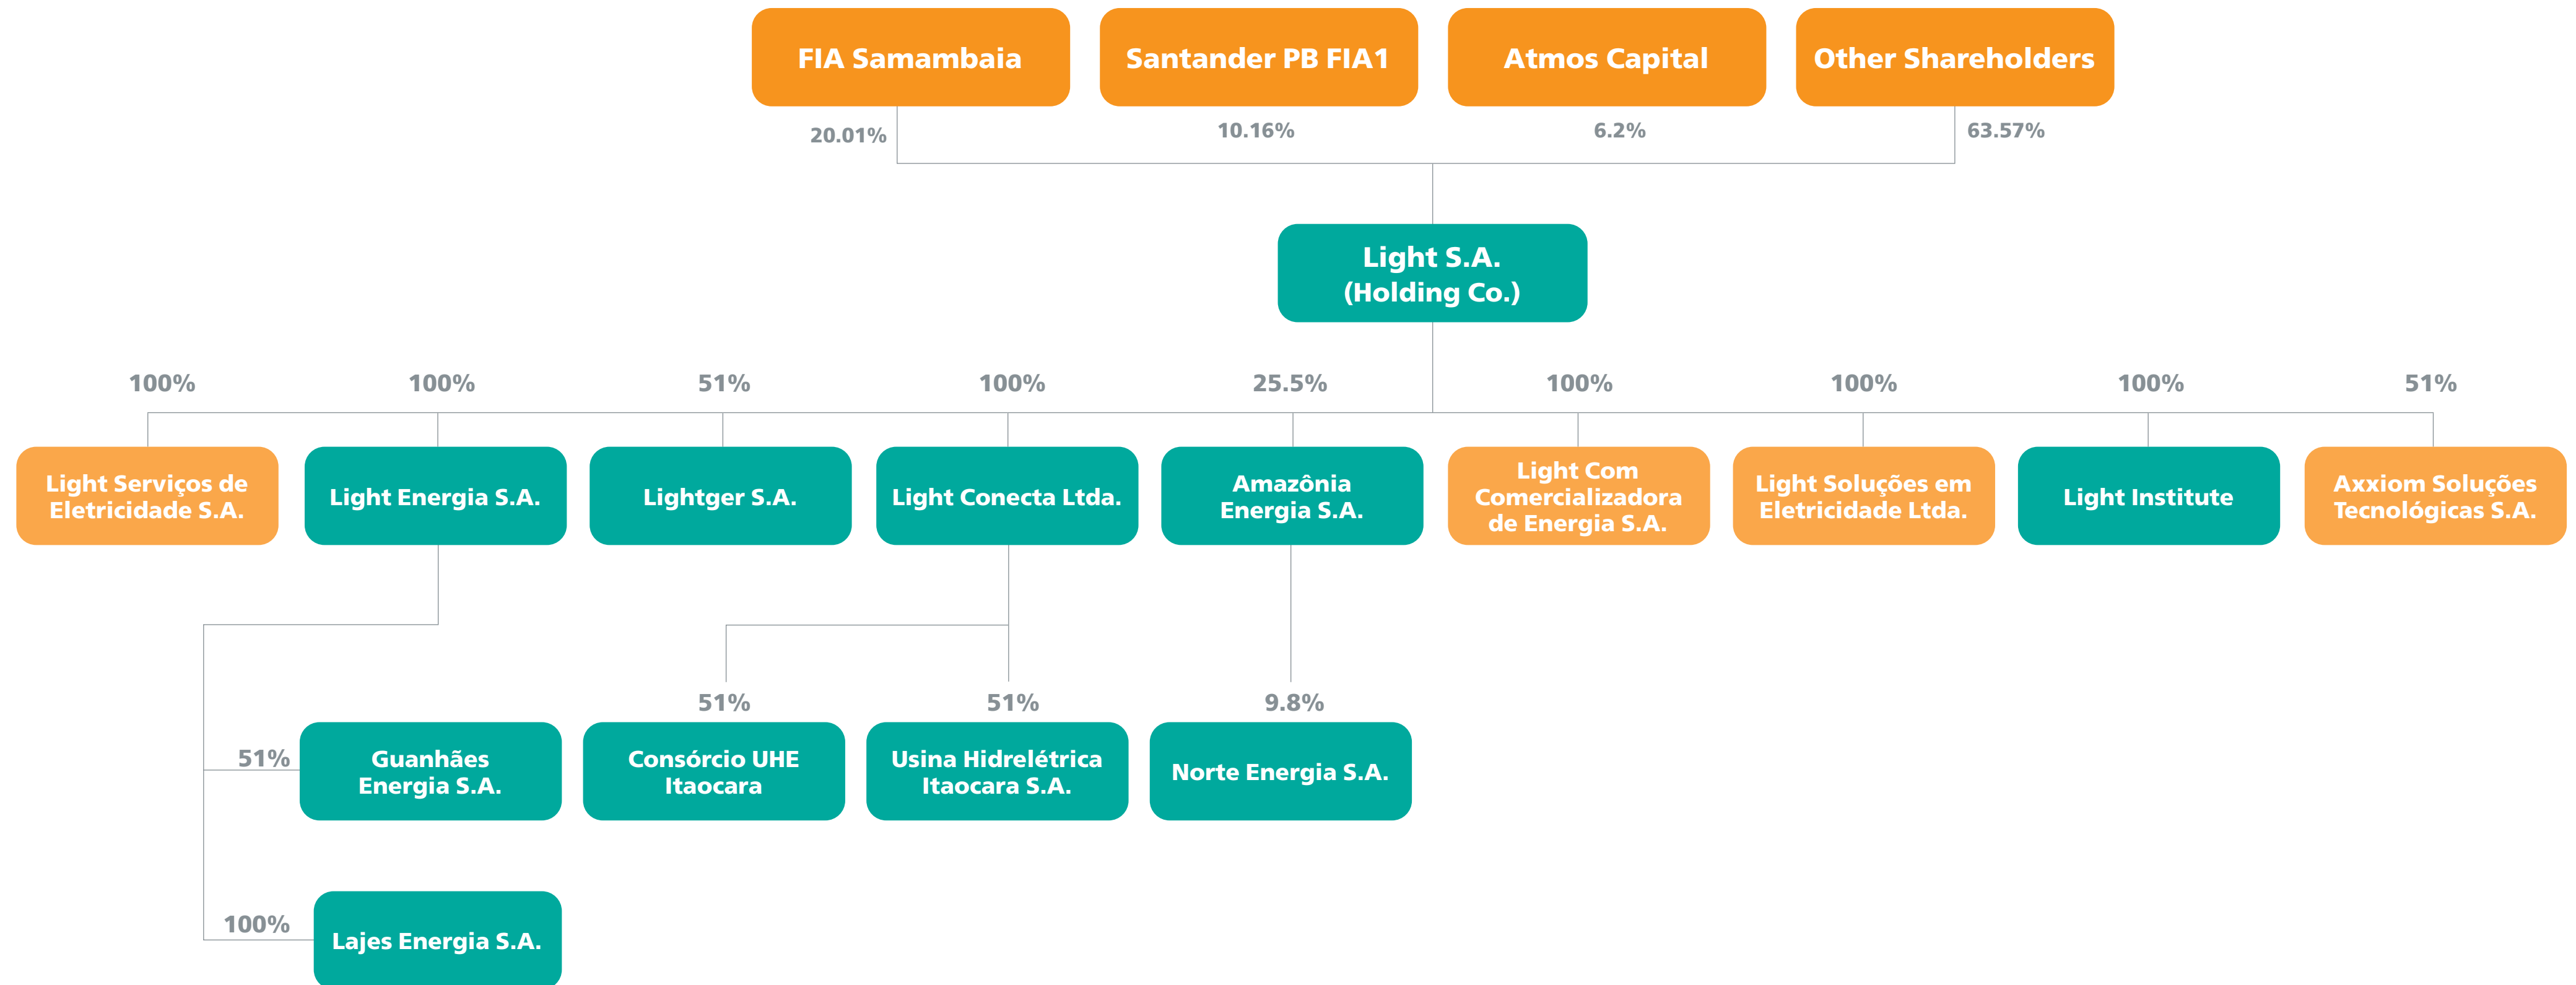 FIA Samambaia
Santander PB FIA1
Atmos Capital
Other Shareholders
20.01%
10.16%
6.2%
63.57%
Light S.A.
(Holding Co.)
100%
100%
51%
100%
25.5%
100%
100%
100%
51%
Light Serviços de
Eletricidade S.A.
Light Energia S.A.
Lightger S.A.
Light Conecta Ltda.
Amazônia
Energia S.A.
Light Com
Comercializadora
de Energia S.A.
Light Soluções em
Eletricidade Ltda.
Light Institute
Axxiom Soluções
Tecnológicas S.A.
51%
51%
9.8%
51%
Guanhães
Energia S.A.
Consórcio UHE
Itaocara
Usina Hidrelétrica
Itaocara S.A.
Norte Energia S.A.
100%
Lajes Energia S.A.